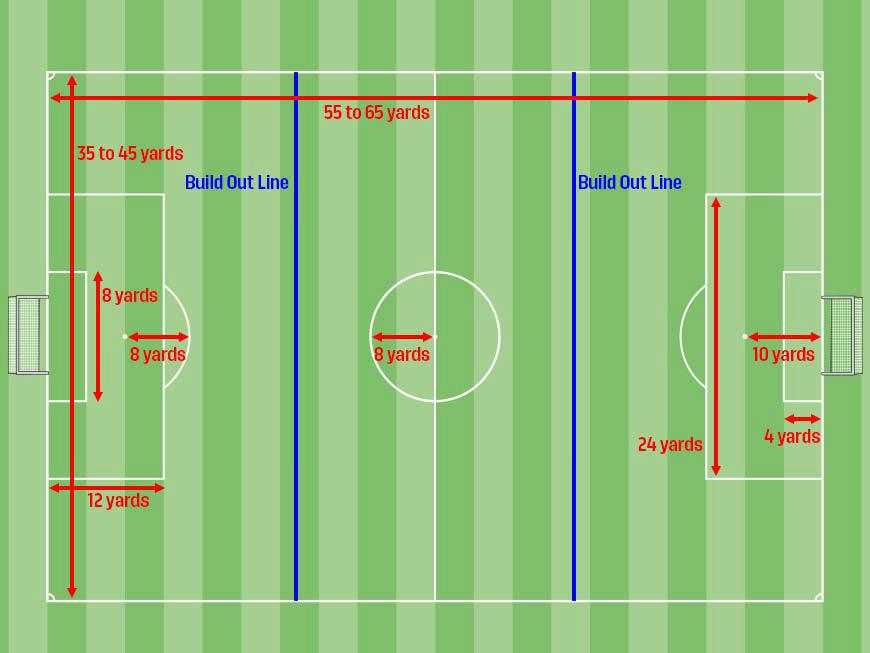 55 to 65 yards
35 to 45 yards
Build Out Line
Build Out Line
8 yards
8 yards
8 yards
10 yards
4 yards
24 yards
12 yards